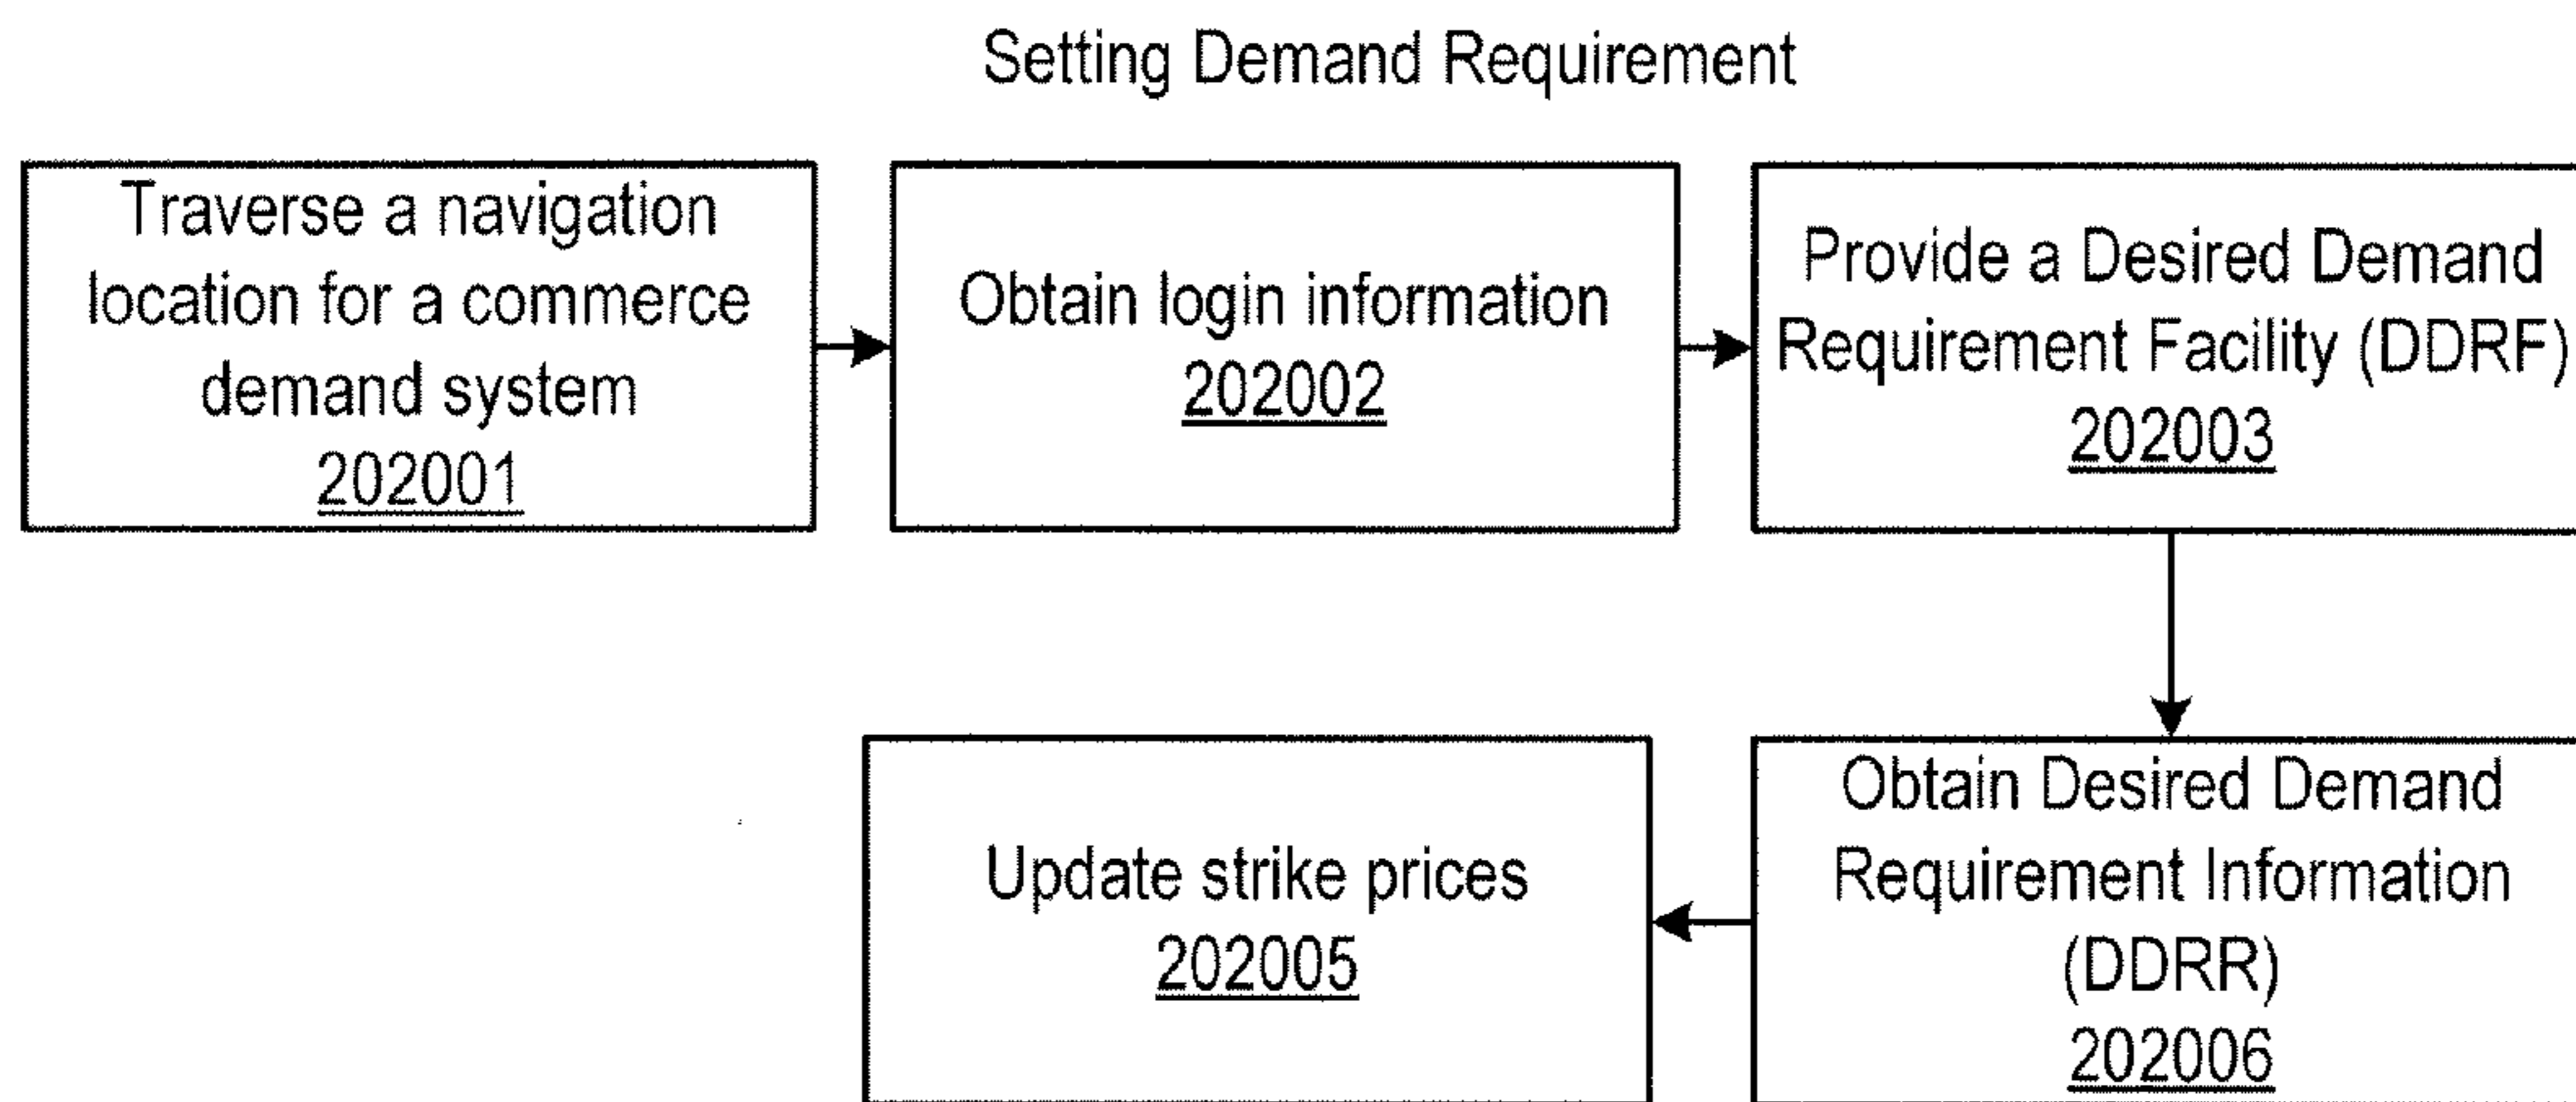 Setting Demand Requirement
Traverse a navigation
location for a commerce
demand system
202001
Obtain login information
202002
Provide a Desired Demand
Requirement Facility (DDRF)
202003
Obtain Desired Demand
Requirement Information
(DDRR)
202006
Update strike prices
202005